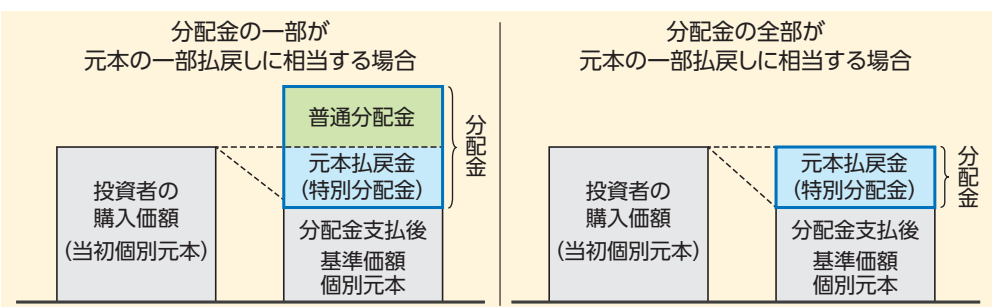 分配金の一部が
元本の一部払戻しに相当する場合
普通分配金
元本払戻金
（特別分配金）
分配金
投資者の
購入価額
（当初個別元本）
分配金支払後
基準価額
個別元本
分配金の全部が
元本の一部払戻しに相当する場合
元本払戻金
（特別分配金）
分配金
投資者の
購入価額
（当初個別元本）
分配金支払後
基準価額
個別元本